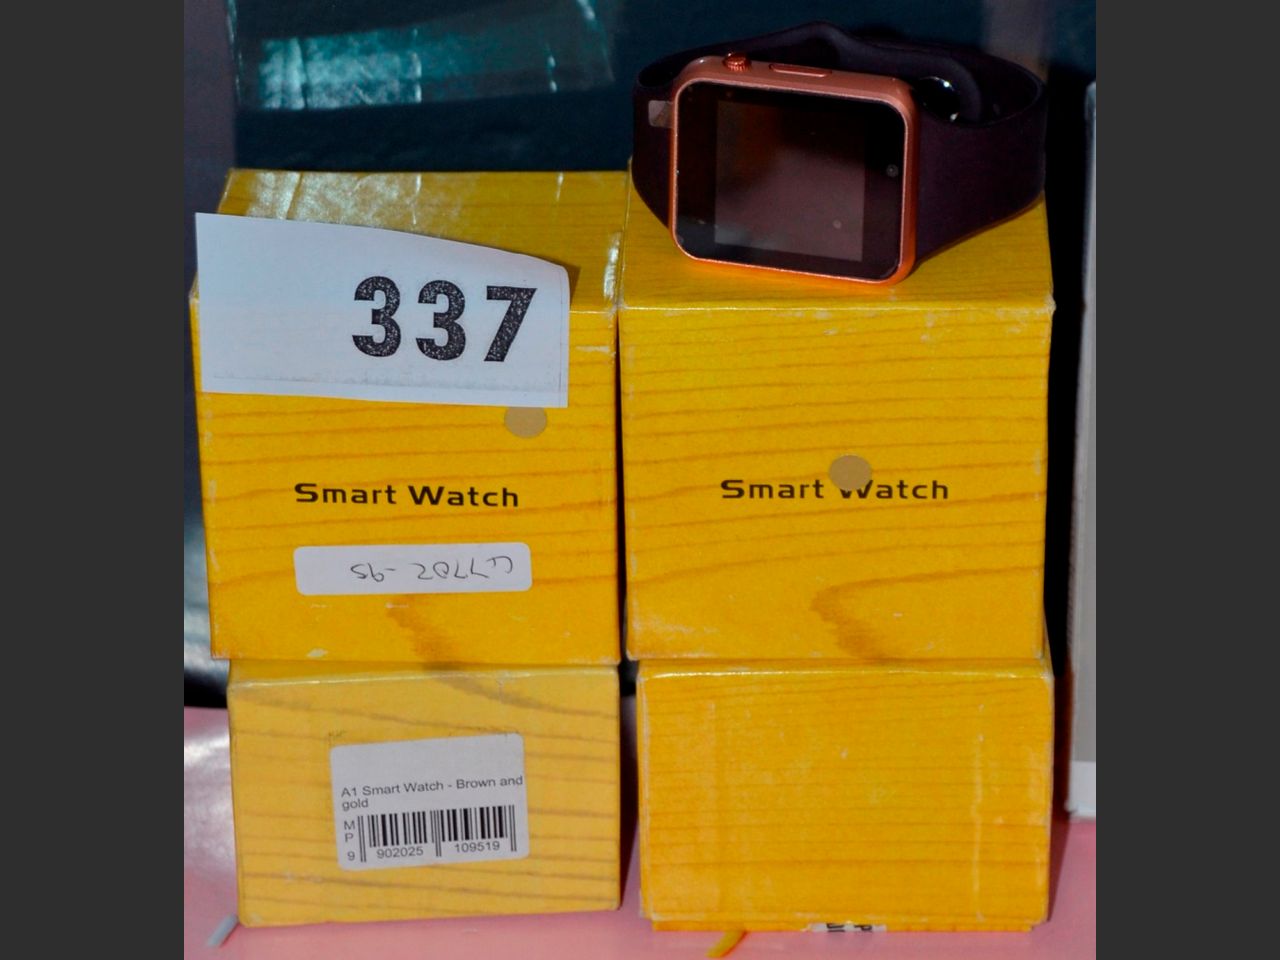 337
Smart Watch
Smart Watch
A1 Smart Watch - Brown and
gold
M
P
9 902025 109519